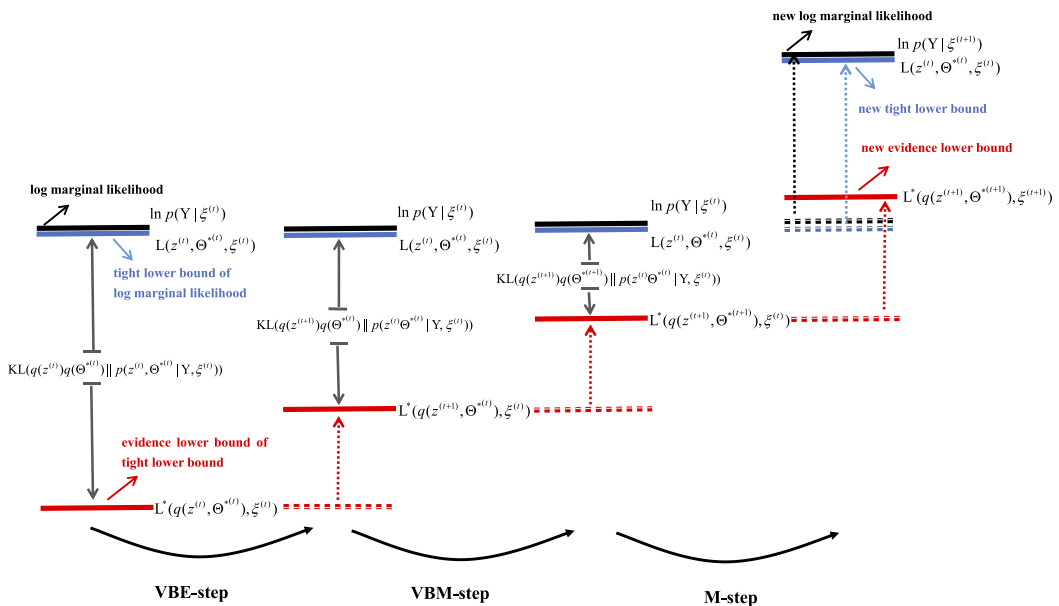 new log marginal likelihood
ln p(Y | ξ^(t+1))
L(z^(t), Θ*^(t), ξ^(t))
new tight lower bound
new evidence lower bound
L*(q(z^(t+1), Θ*^(t+1)), ξ^(t+1))
log marginal likelihood
ln p(Y | ξ^(t))
L(z^(t), Θ*^(t), ξ^(t))
tight lower bound of
log marginal likelihood
KL(q(z^(t))q(Θ*^(t)) || p(z^(t), Θ*^(t) | Y, ξ^(t)))
evidence lower bound of
tight lower bound
L*(q(z^(t), Θ*^(t)), ξ^(t))
ln p(Y | ξ^(t))
L(z^(t), Θ*^(t), ξ^(t))
KL(q(z^(t+1))q(Θ*^(t)) || p(z^(t)Θ*^(t) | Y, ξ^(t)))
L*(q(z^(t+1), Θ*^(t)), ξ^(t))
ln p(Y | ξ^(t))
L(z^(t), Θ*^(t), ξ^(t))
KL(q(z^(t+1))q(Θ*^(t+1)) || p(z^(t)Θ*^(t) | Y, ξ^(t)))
L*(q(z^(t+1), Θ*^(t+1)), ξ^(t))
VBE-step
VBM-step
M-step